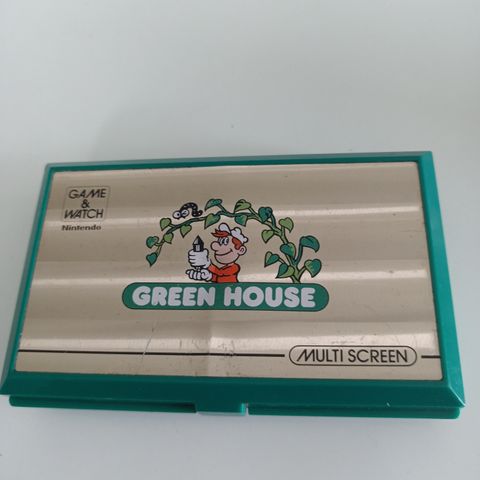 GAME
&
WATCH
Nintendo
GREEN HOUSE
MULTI SCREEN